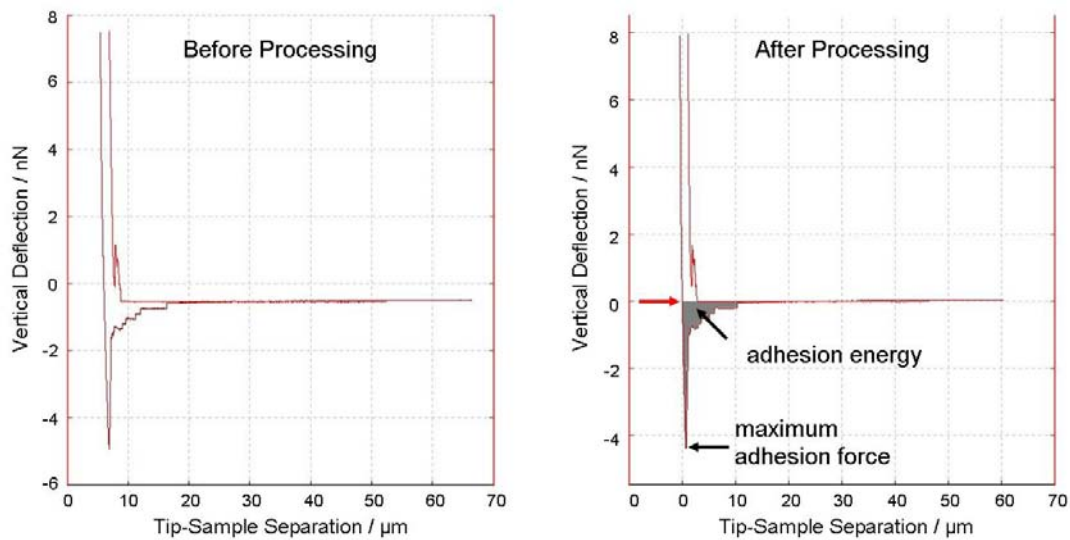 Before Processing
Vertical Deflection / nN
8
6
4
2
0
-2
-4
-6
0 10 20 30 40 50 60 70
Tip-Sample Separation / µm
After Processing
Vertical Deflection / nN
8
6
4
2
0
-2
-4
adhesion energy
maximum
adhesion force
0 0 10 20 30 40 50 60 70
Tip-Sample Separation / µm